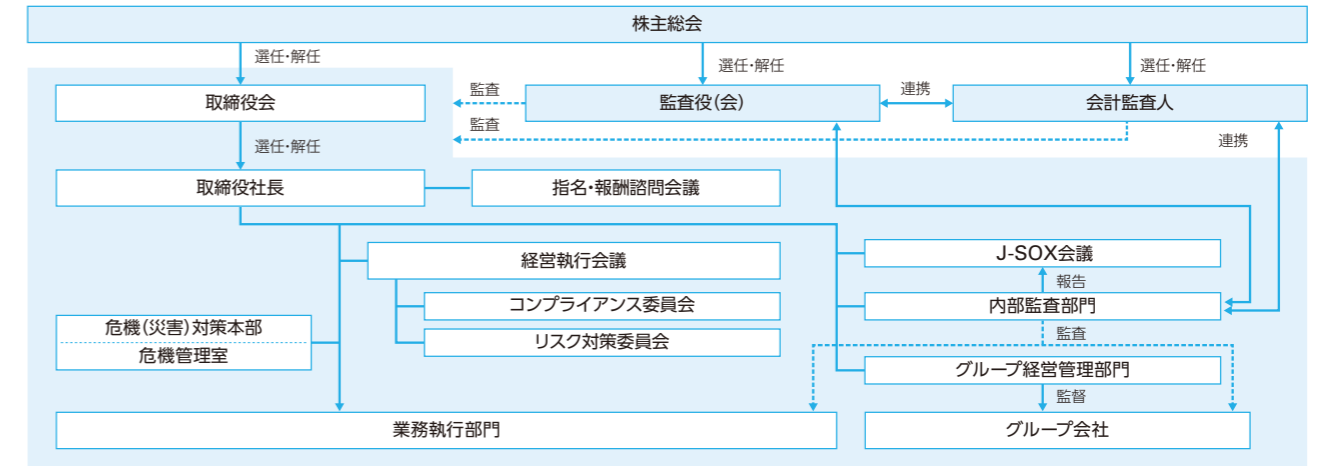 株主総会
選任・解任
選任・解任
選任・解任
取締役会
監査
監査役(会)
連携
会計監査人
監査
連携
選任・解任
取締役社長
指名・報酬諮問会議
経営執行会議
J-SOX会議
報告
コンプライアンス委員会
内部監査部門
危機(災害)対策本部
危機管理室
リスク対策委員会
監査
グループ経営管理部門
監督
業務執行部門
グループ会社